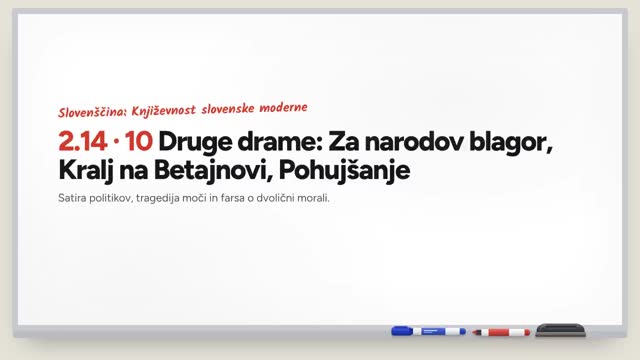 Slovenščina: Književnost slovenske moderne
2.14 · 10 Druge drame: Za narodov blagor,
Kralj na Betajnovi, Pohujšanje
Satira politikov, tragedija moči in farsa o dvolični morali.